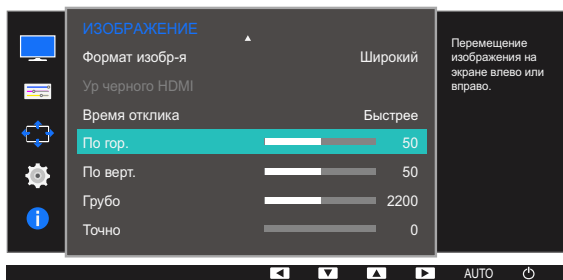 ИЗОБРАЖЕНИЕ
Формат изобр-я Широкий
Ур черного HDMI
Время отклика Быстрее
По гор. 50
По верт. 50
Грубо 2200
Точно 0
Перемещение
изображения на
экране влево или
вправо.
AUTO